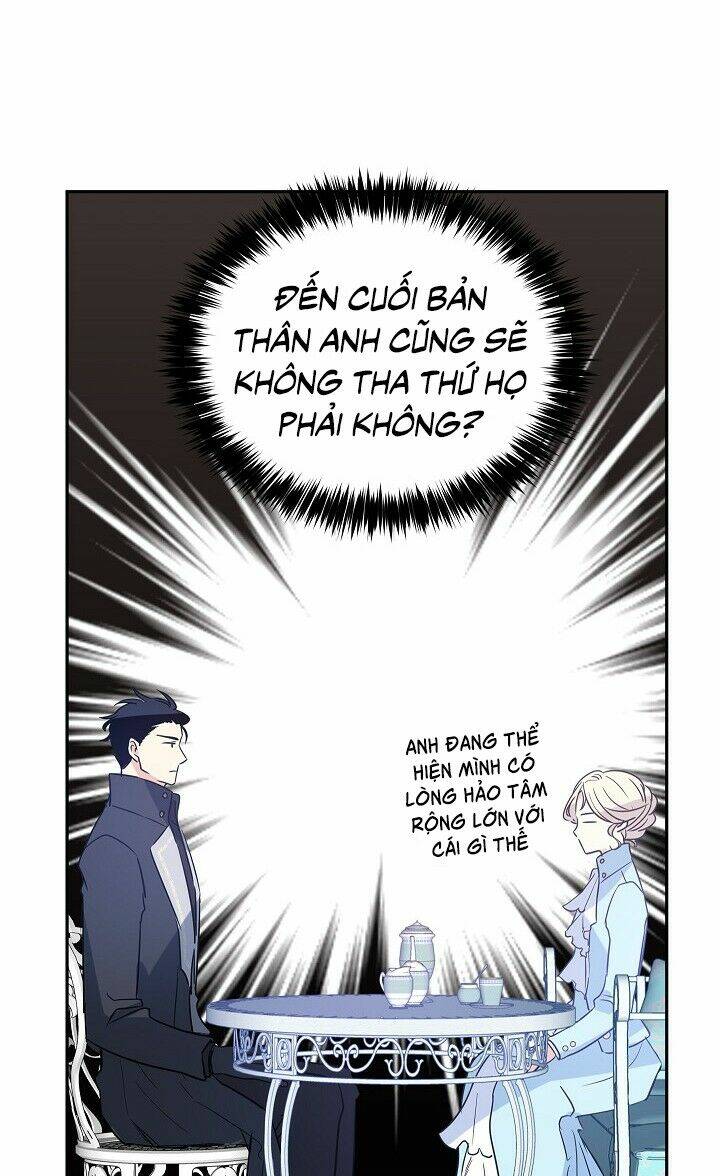 ĐẾN CUỐI BẢN
THÂN ANH CŨNG SẼ
KHÔNG THA THỨ HỌ
PHẢI KHÔNG?
ANH ĐANG THỂ
HIỆN MÌNH CÓ
LÒNG HẢO TÂM
RỘNG LỚN VỚI
CÁI GÌ THẾ